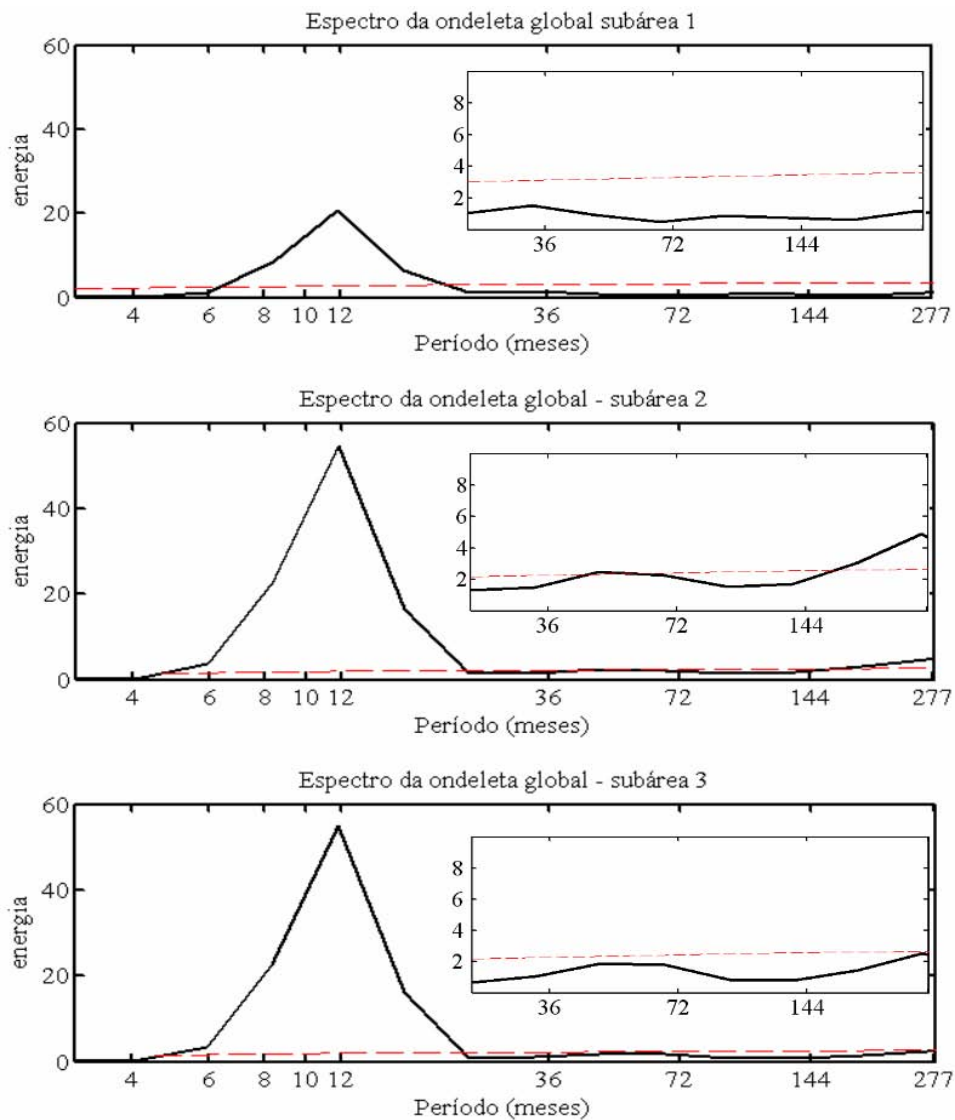 Espectro da ondeleta global subárea 1
60
40
20
0
energia
8
6
4
2
36 72 144
4 6 8 10 12 36 72 144 277
Período (meses)
Espectro da ondeleta global - subárea 2
60
40
20
0
energia
8
6
4
2
36 72 144
4 6 8 10 12 36 72 144 277
Período (meses)
Espectro da ondeleta global - subárea 3
60
40
20
0
energia
8
6
4
2
36 72 144
4 6 8 10 12 36 72 144 277
Período (meses)